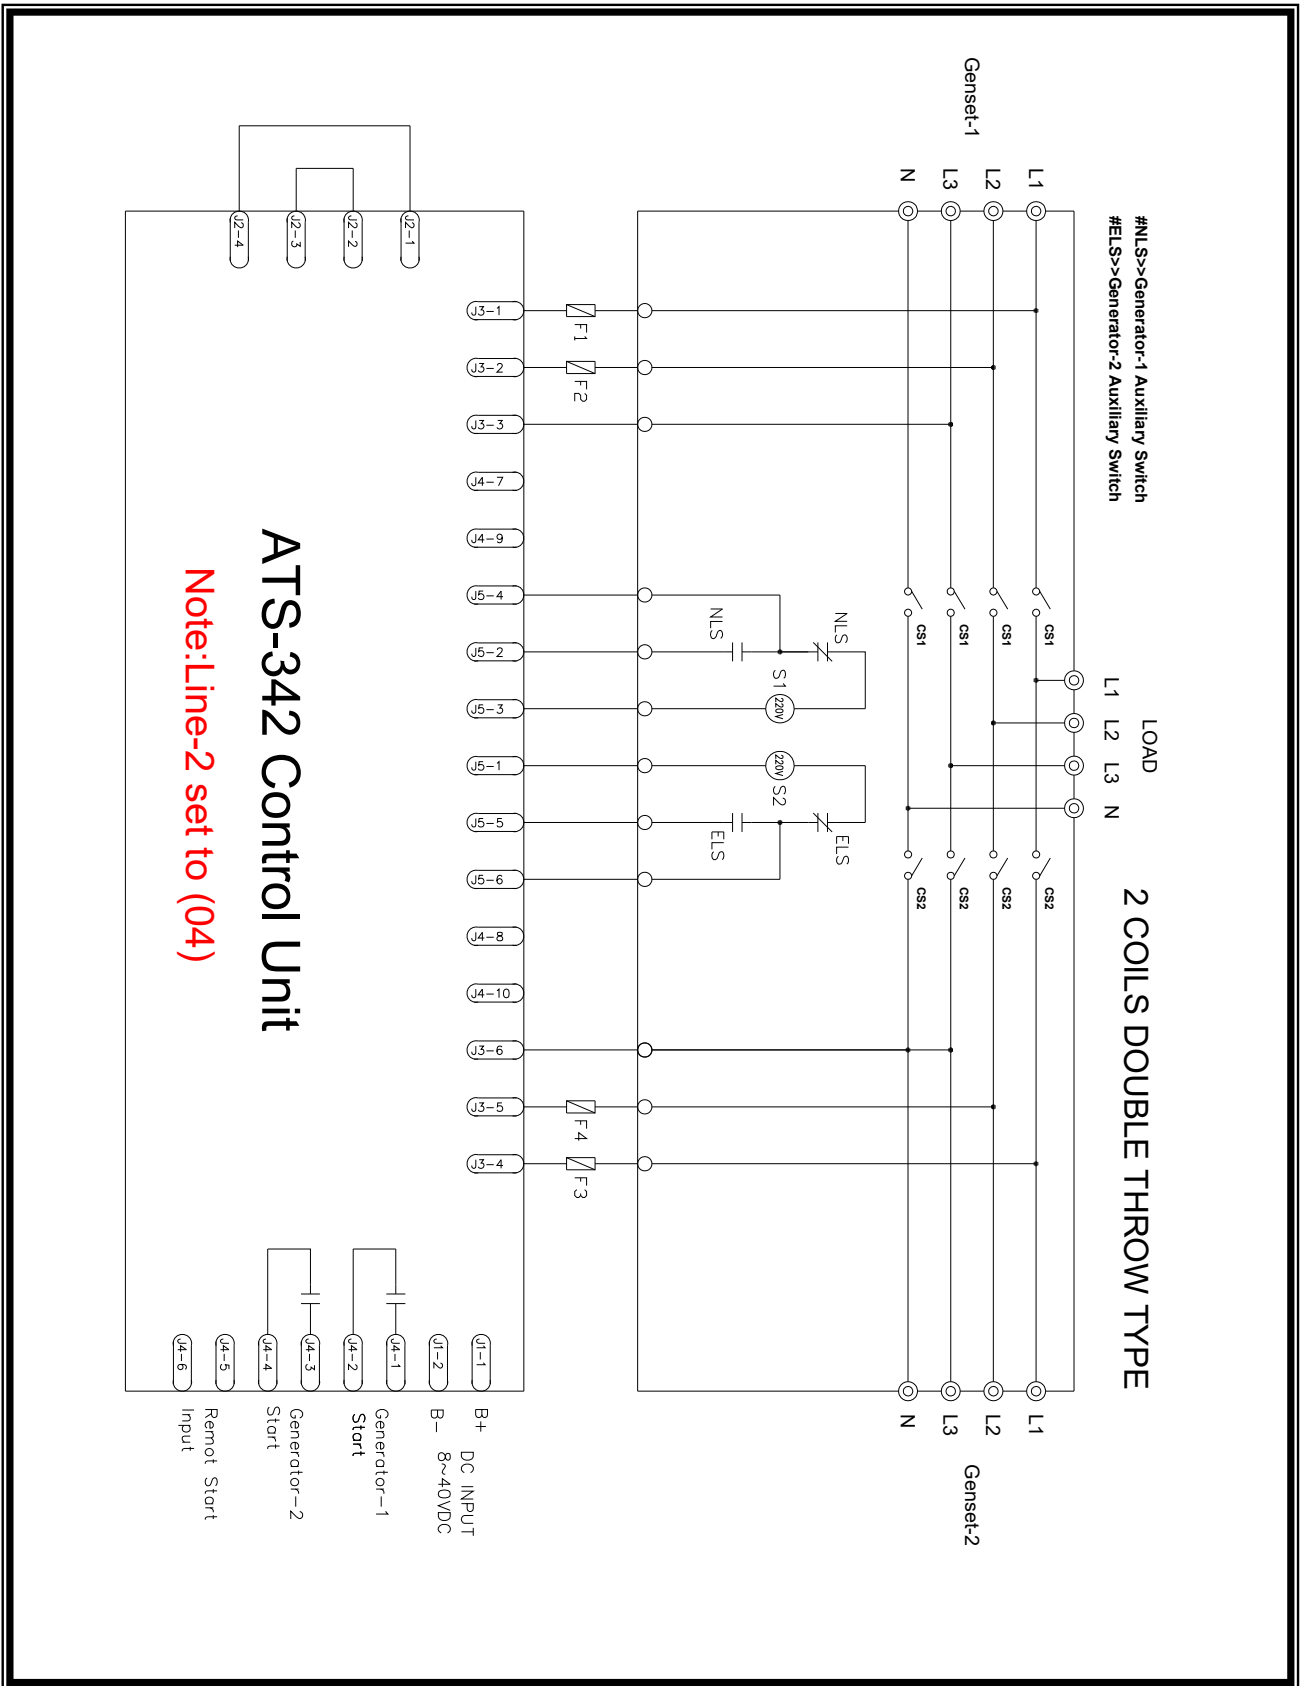 2 COILS DOUBLE THROW TYPE
#NLS>>Generator-1 Auxiliary Switch
#ELS>>Generator-2 Auxiliary Switch
LOAD
L1 L2 L3 N
Genset-1
L1
L2
L3
N
CS1
CS1
CS1
CS1
CS2
CS2
CS2
CS2
L1
L2
L3
N
Genset-2
NLS
NLS
S1
220V
220V
S2
ELS
ELS
F1
F2
F4
F3
J3-1
J3-2
J3-3
J4-7
J4-9
J5-4
J5-2
J5-3
J5-1
J5-5
J5-6
J4-8
J4-10
J3-6
J3-5
J3-4
J2-1
J2-2
J2-3
J2-4
ATS-342 Control Unit
Note:Line-2 set to (04)
J1-1
J1-2
J4-1
J4-2
J4-3
J4-4
J4-5
J4-6
B+ DC INPUT
B- 8~40VDC
Generator-1
Start
Generator-2
Start
Remot Start
Input